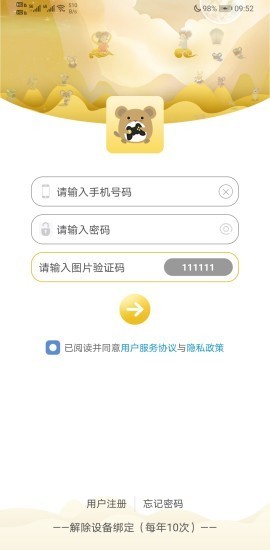 98% 09:52
请输入手机号码
请输入密码
请输入图片验证码 111111
已阅读并同意用户服务协议与隐私政策
用户注册 忘记密码
——解除设备绑定（每年10次）——